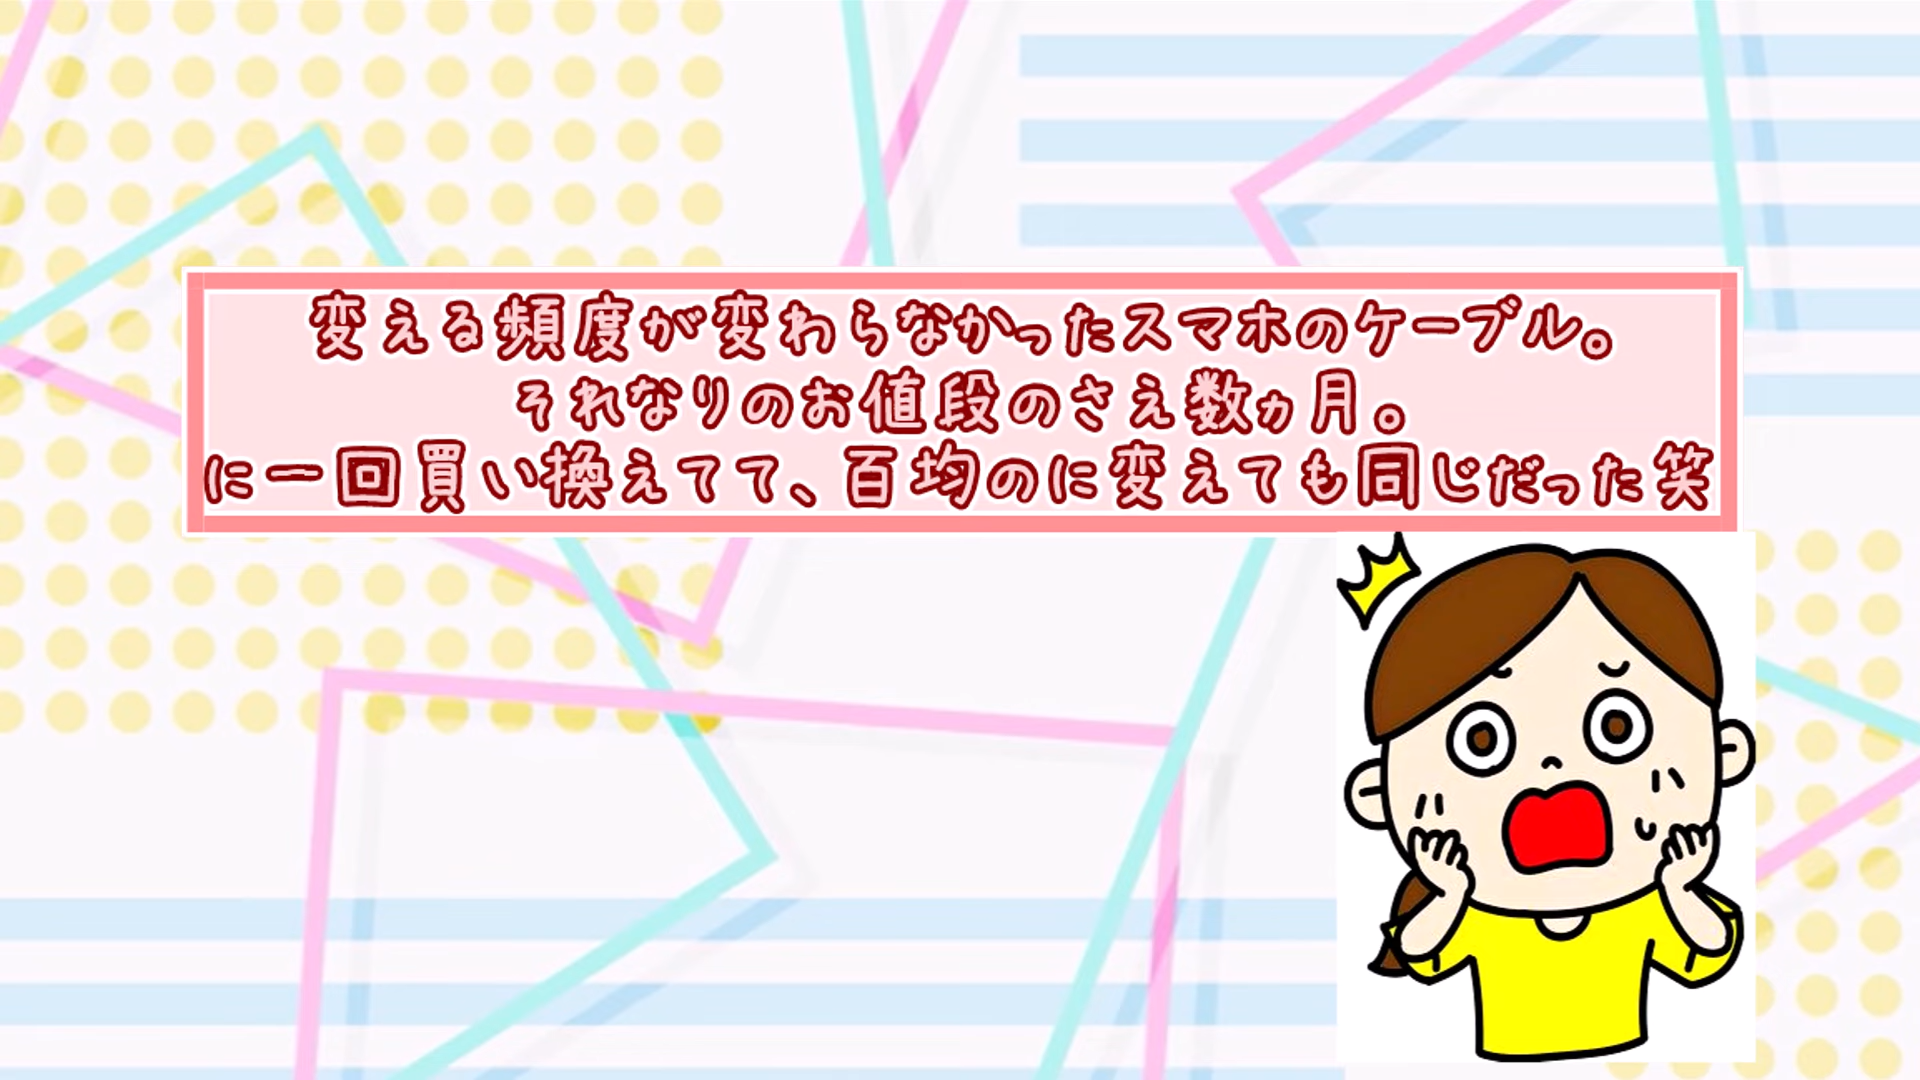 変える頻度が変わらなかったスマホのケーブル。
それなりのお値段のさえ数ヵ月。
に一回買い換えてて、百均のに変えても同じだった笑